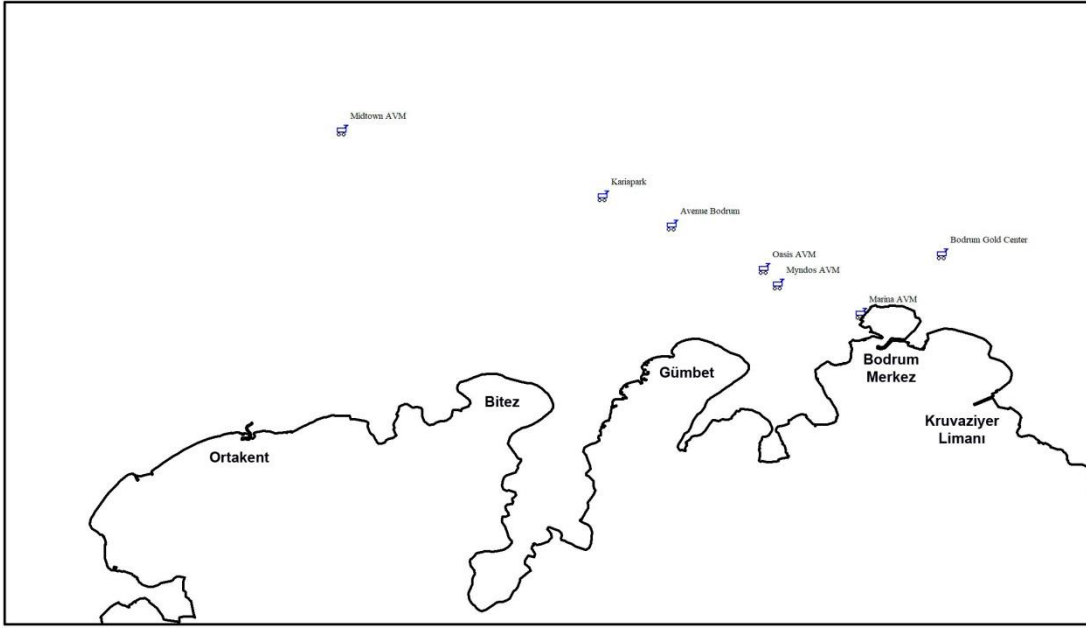 Midtown AVM
Kariapark
Avenue Bodrum
Bodrum Gold Center
Oasis AVM
Myndos AVM
Marina AVM
Bodrum
Merkez
Gümbet
Bitez
Kruvaziyer
Limanı
Ortakent